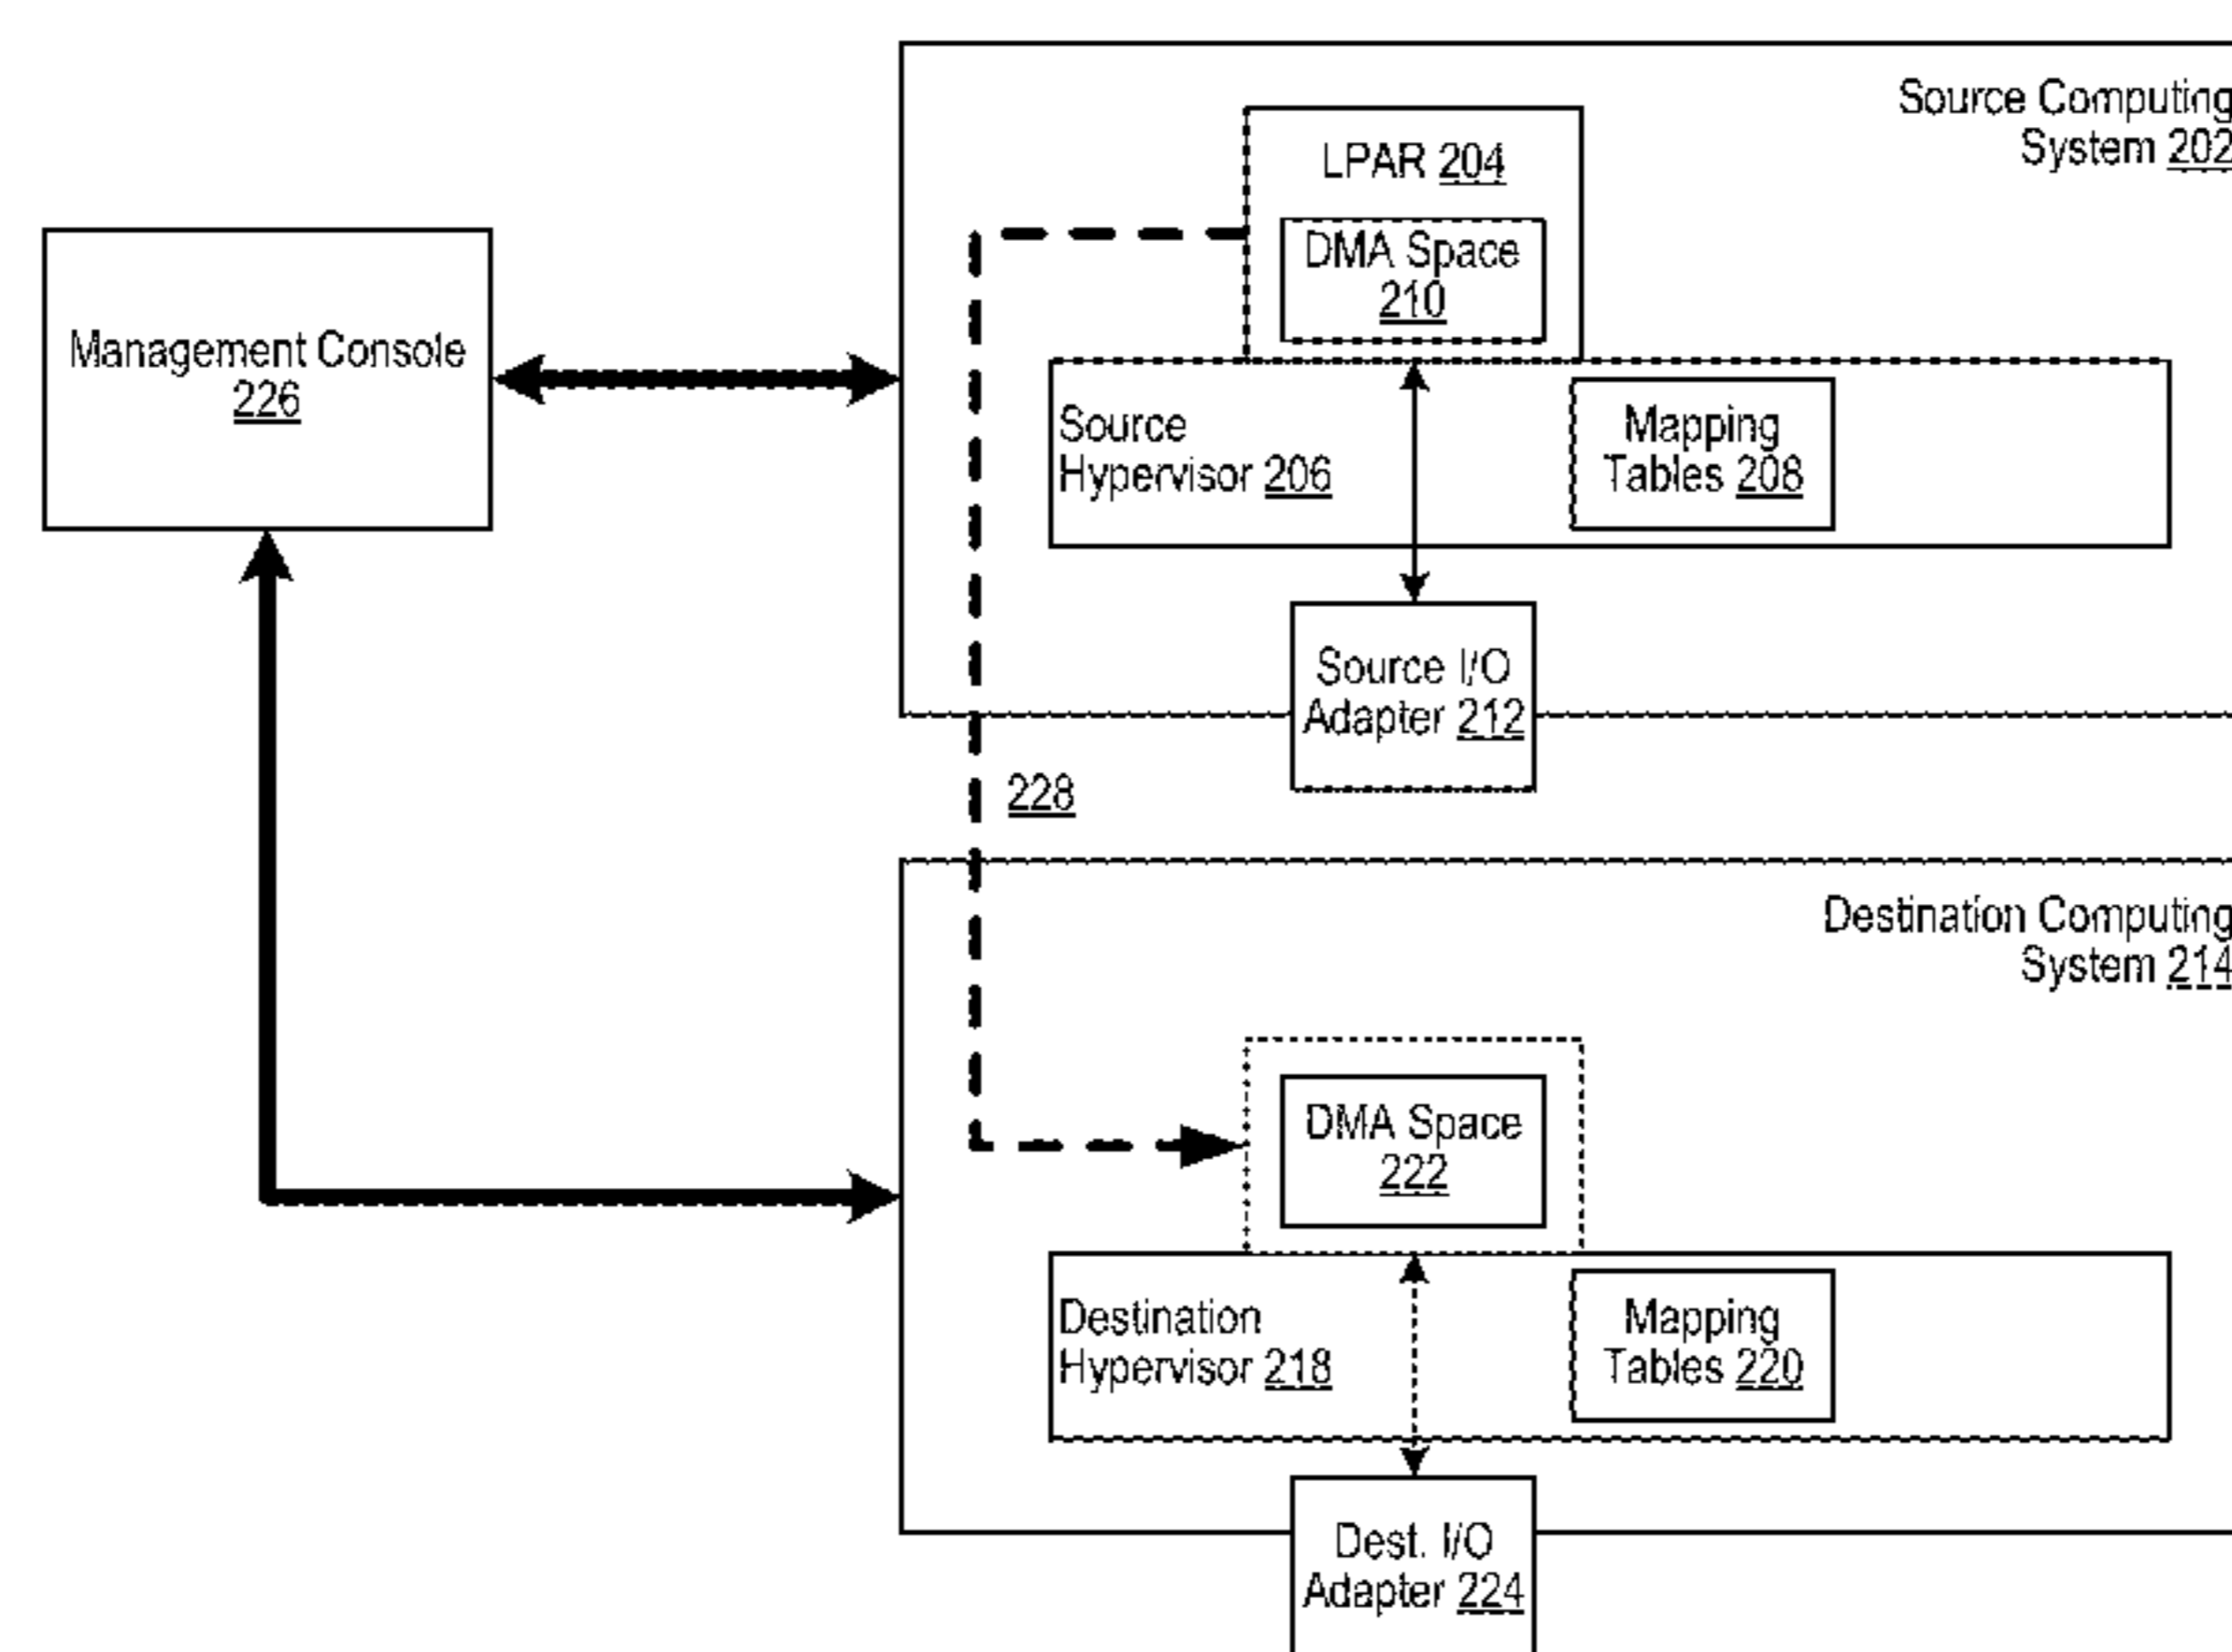 Source Computing
System 202
LPAR 204
DMA Space
210
Management Console
226
Source
Hypervisor 206
Mapping
Tables 208
Source I/O
Adapter 212
228
Destination Computing
System 214
DMA Space
222
Destination
Hypervisor 218
Mapping
Tables 220
Dest. I/O
Adapter 224